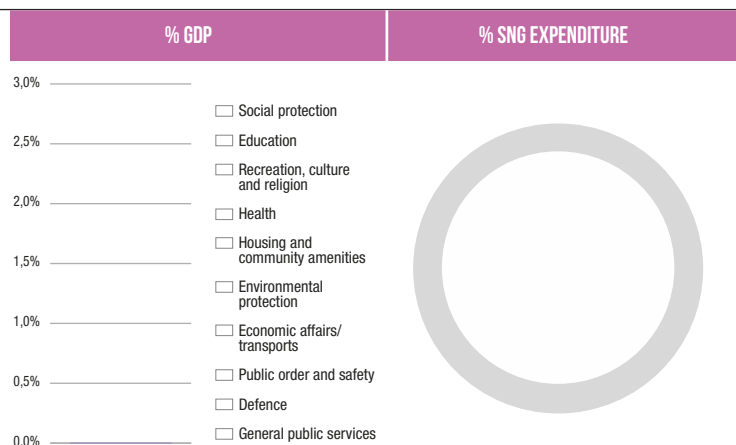 % GDP
% SNG EXPENDITURE
3,0%
2,5%
2,0%
1,5%
1,0%
0,5%
0,0%
Social protection
Education
Recreation, culture
and religion
Health
Housing and
community amenities
Environmental
protection
Economic affairs/
transports
Public order and safety
Defence
General public services